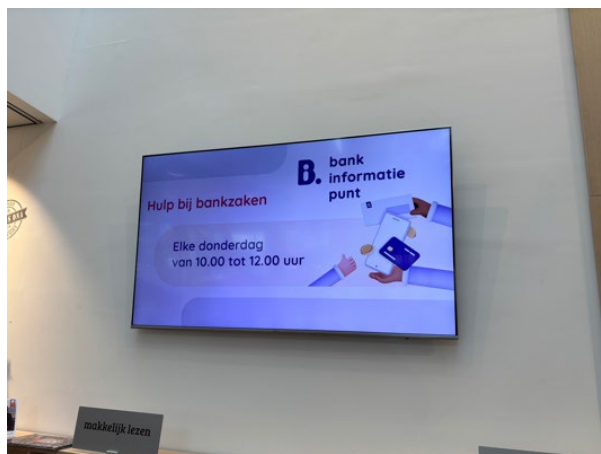 B. bank
informatie
punt
Hulp bij bankzaken
Elke donderdag
van 10.00 tot 12.00 uur
makkelijk lezen